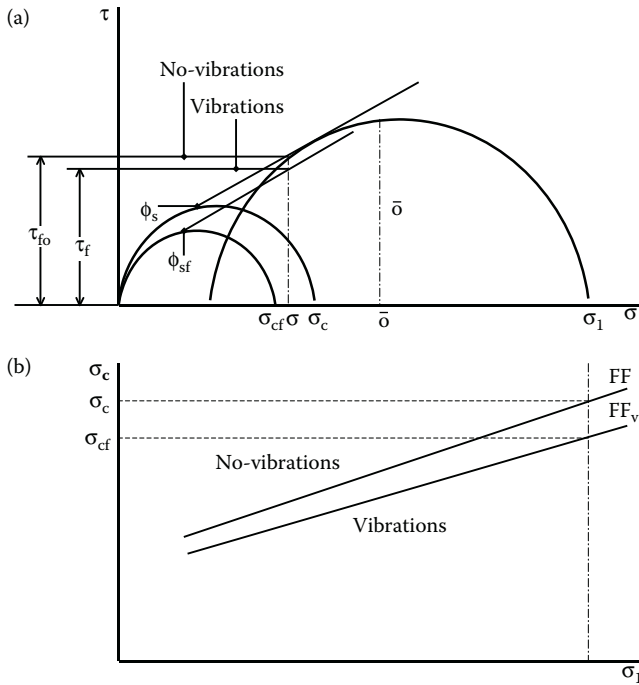 (a)
τ
No-vibrations
Vibrations
ϕs
τfo
τf
ϕsf
ō
σcf σ σc ō σ1 σ
(b)
σc
FF
σc
FFv
σcf
No-vibrations
Vibrations
σ1